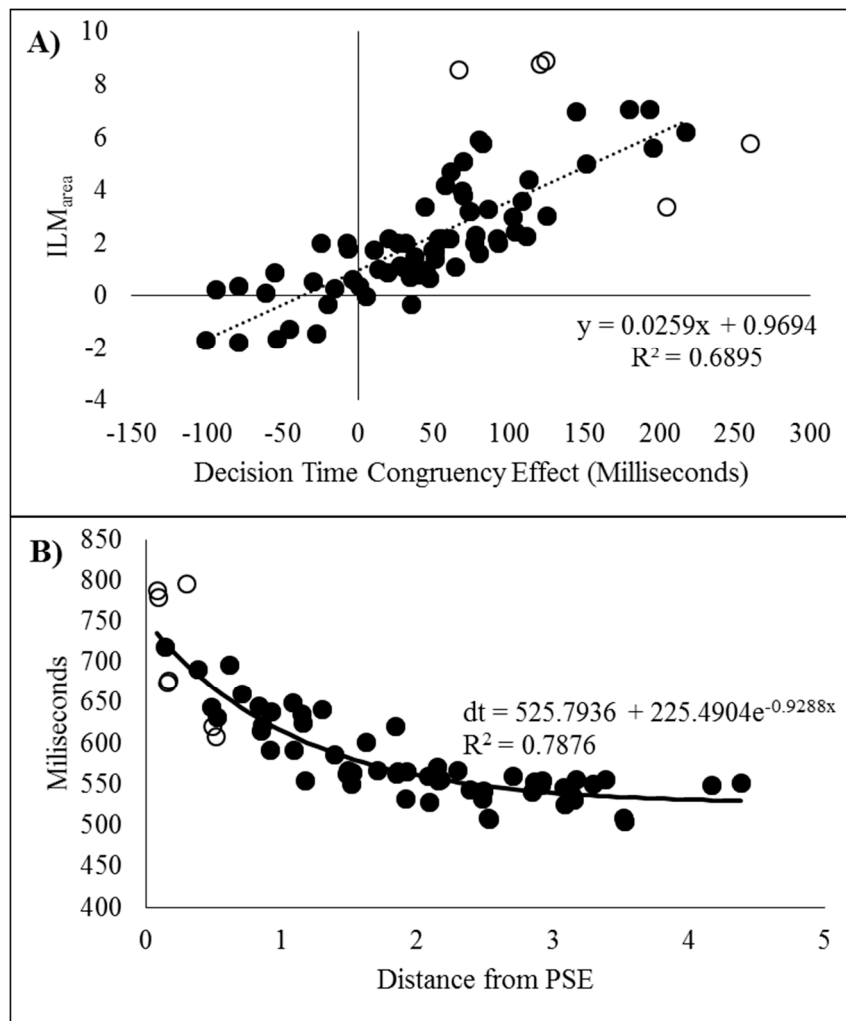 A)
10
8
6
4
2
0
-2
-4
ILM_area
y = 0.0259x + 0.9694
R² = 0.6895
-150 -100 -50 0 50 100 150 200 250 300
Decision Time Congruency Effect (Milliseconds)
B)
850
800
750
700
650
600
550
500
450
400
Miliseconds
dt = 525.7936 + 225.4904e^-0.9288x
R² = 0.7876
0 1 2 3 4 5
Distance from PSE